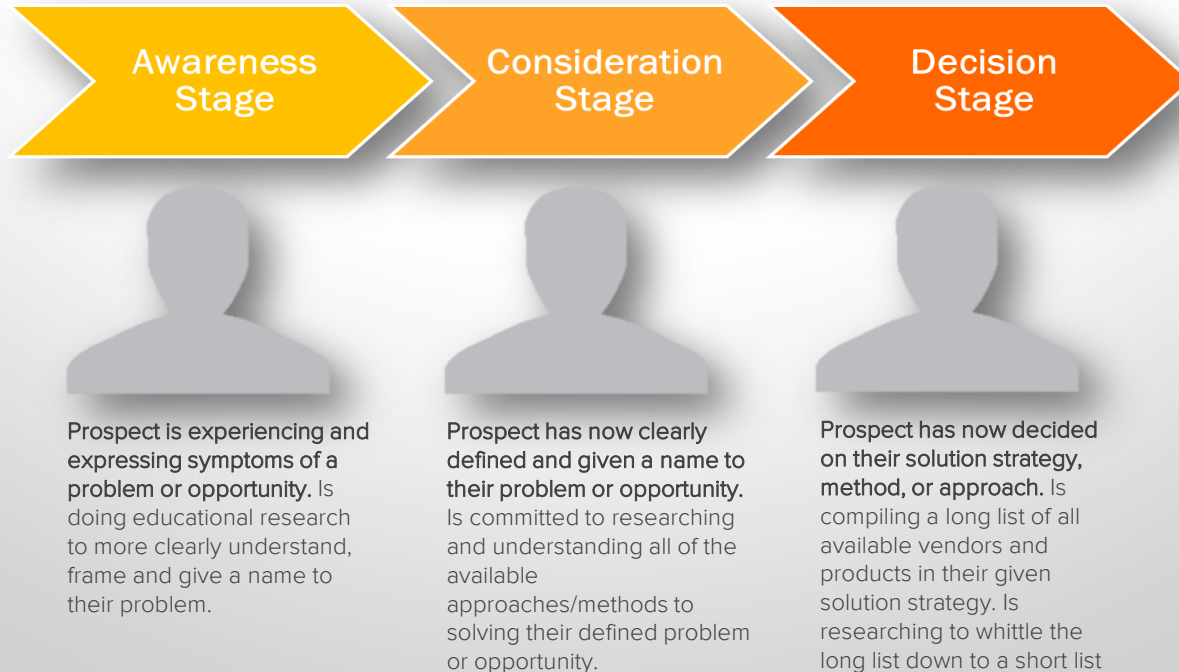 Awareness
Stage
Consideration
Stage
Decision
Stage
Prospect is experiencing and
expressing symptoms of a
problem or opportunity. Is
doing educational research
to more clearly understand,
frame and give a name to
their problem.
Prospect has now clearly
defined and given a name to
their problem or opportunity.
Is committed to researching
and understanding all of the
available
approaches/methods to
solving their defined problem
or opportunity.
Prospect has now decided
on their solution strategy,
method, or approach. Is
compiling a long list of all
available vendors and
products in their given
solution strategy. Is
researching to whittle the
long list down to a short list